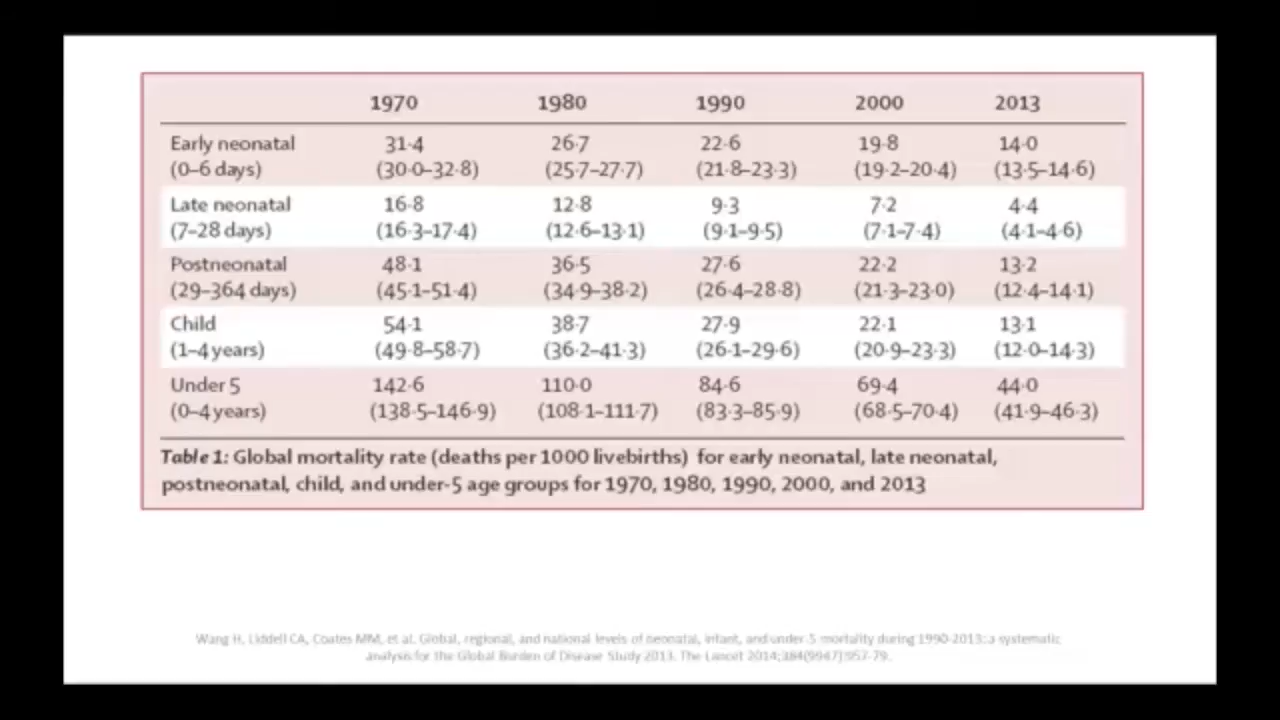 1970 1980 1990 2000 2013
Early neonatal 31·4 26·7 22·6 19·8 14·0
(0–6 days) (30·0–32·8) (25·7–27·7) (21·8–23·3) (19·2–20·4) (13·5–14·6)
Late neonatal 16·8 12·8 9·3 7·2 4·4
(7–28 days) (16·3–17·4) (12·6–13·1) (9·1–9·5) (7·1–7·4) (4·1–4·6)
Postneonatal 48·1 36·5 27·6 22·2 13·2
(29–364 days) (45·1–51·4) (34·9–38·2) (26·4–28·8) (21·3–23·0) (12·4–14·1)
Child 54·1 38·7 27·9 22·1 13·1
(1–4 years) (49·8–58·7) (36·2–41·3) (26·1–29·6) (20·9–23·3) (12·0–14·3)
Under 5 142·6 110·0 84·6 69·4 44·0
(0–4 years) (138·5–146·9) (108·1–111·7) (83·3–85·9) (68·5–70·4) (41·9–46·3)
Table 1: Global mortality rate (deaths per 1000 livebirths) for early neonatal, late neonatal,
postneonatal, child, and under-5 age groups for 1970, 1980, 1990, 2000, and 2013
Wang H, Liddell CA, Coates MM, et al. Global, regional, and national levels of neonatal, infant, and under-5 mortality during 1990-2013: a systematic
analysis for the Global Burden of Disease Study 2013. The Lancet 2014;384(9947):957-79.